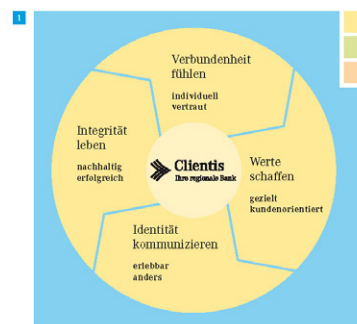 1
Verbundenheit
fühlen
individuell
vertraut
Integrität
leben
nachhaltig
erfolgreich
Clientis
Ihre regionale Bank
Werte
schaffen
gezielt
kundenorientiert
Identität
kommunizieren
erlebbar
anders